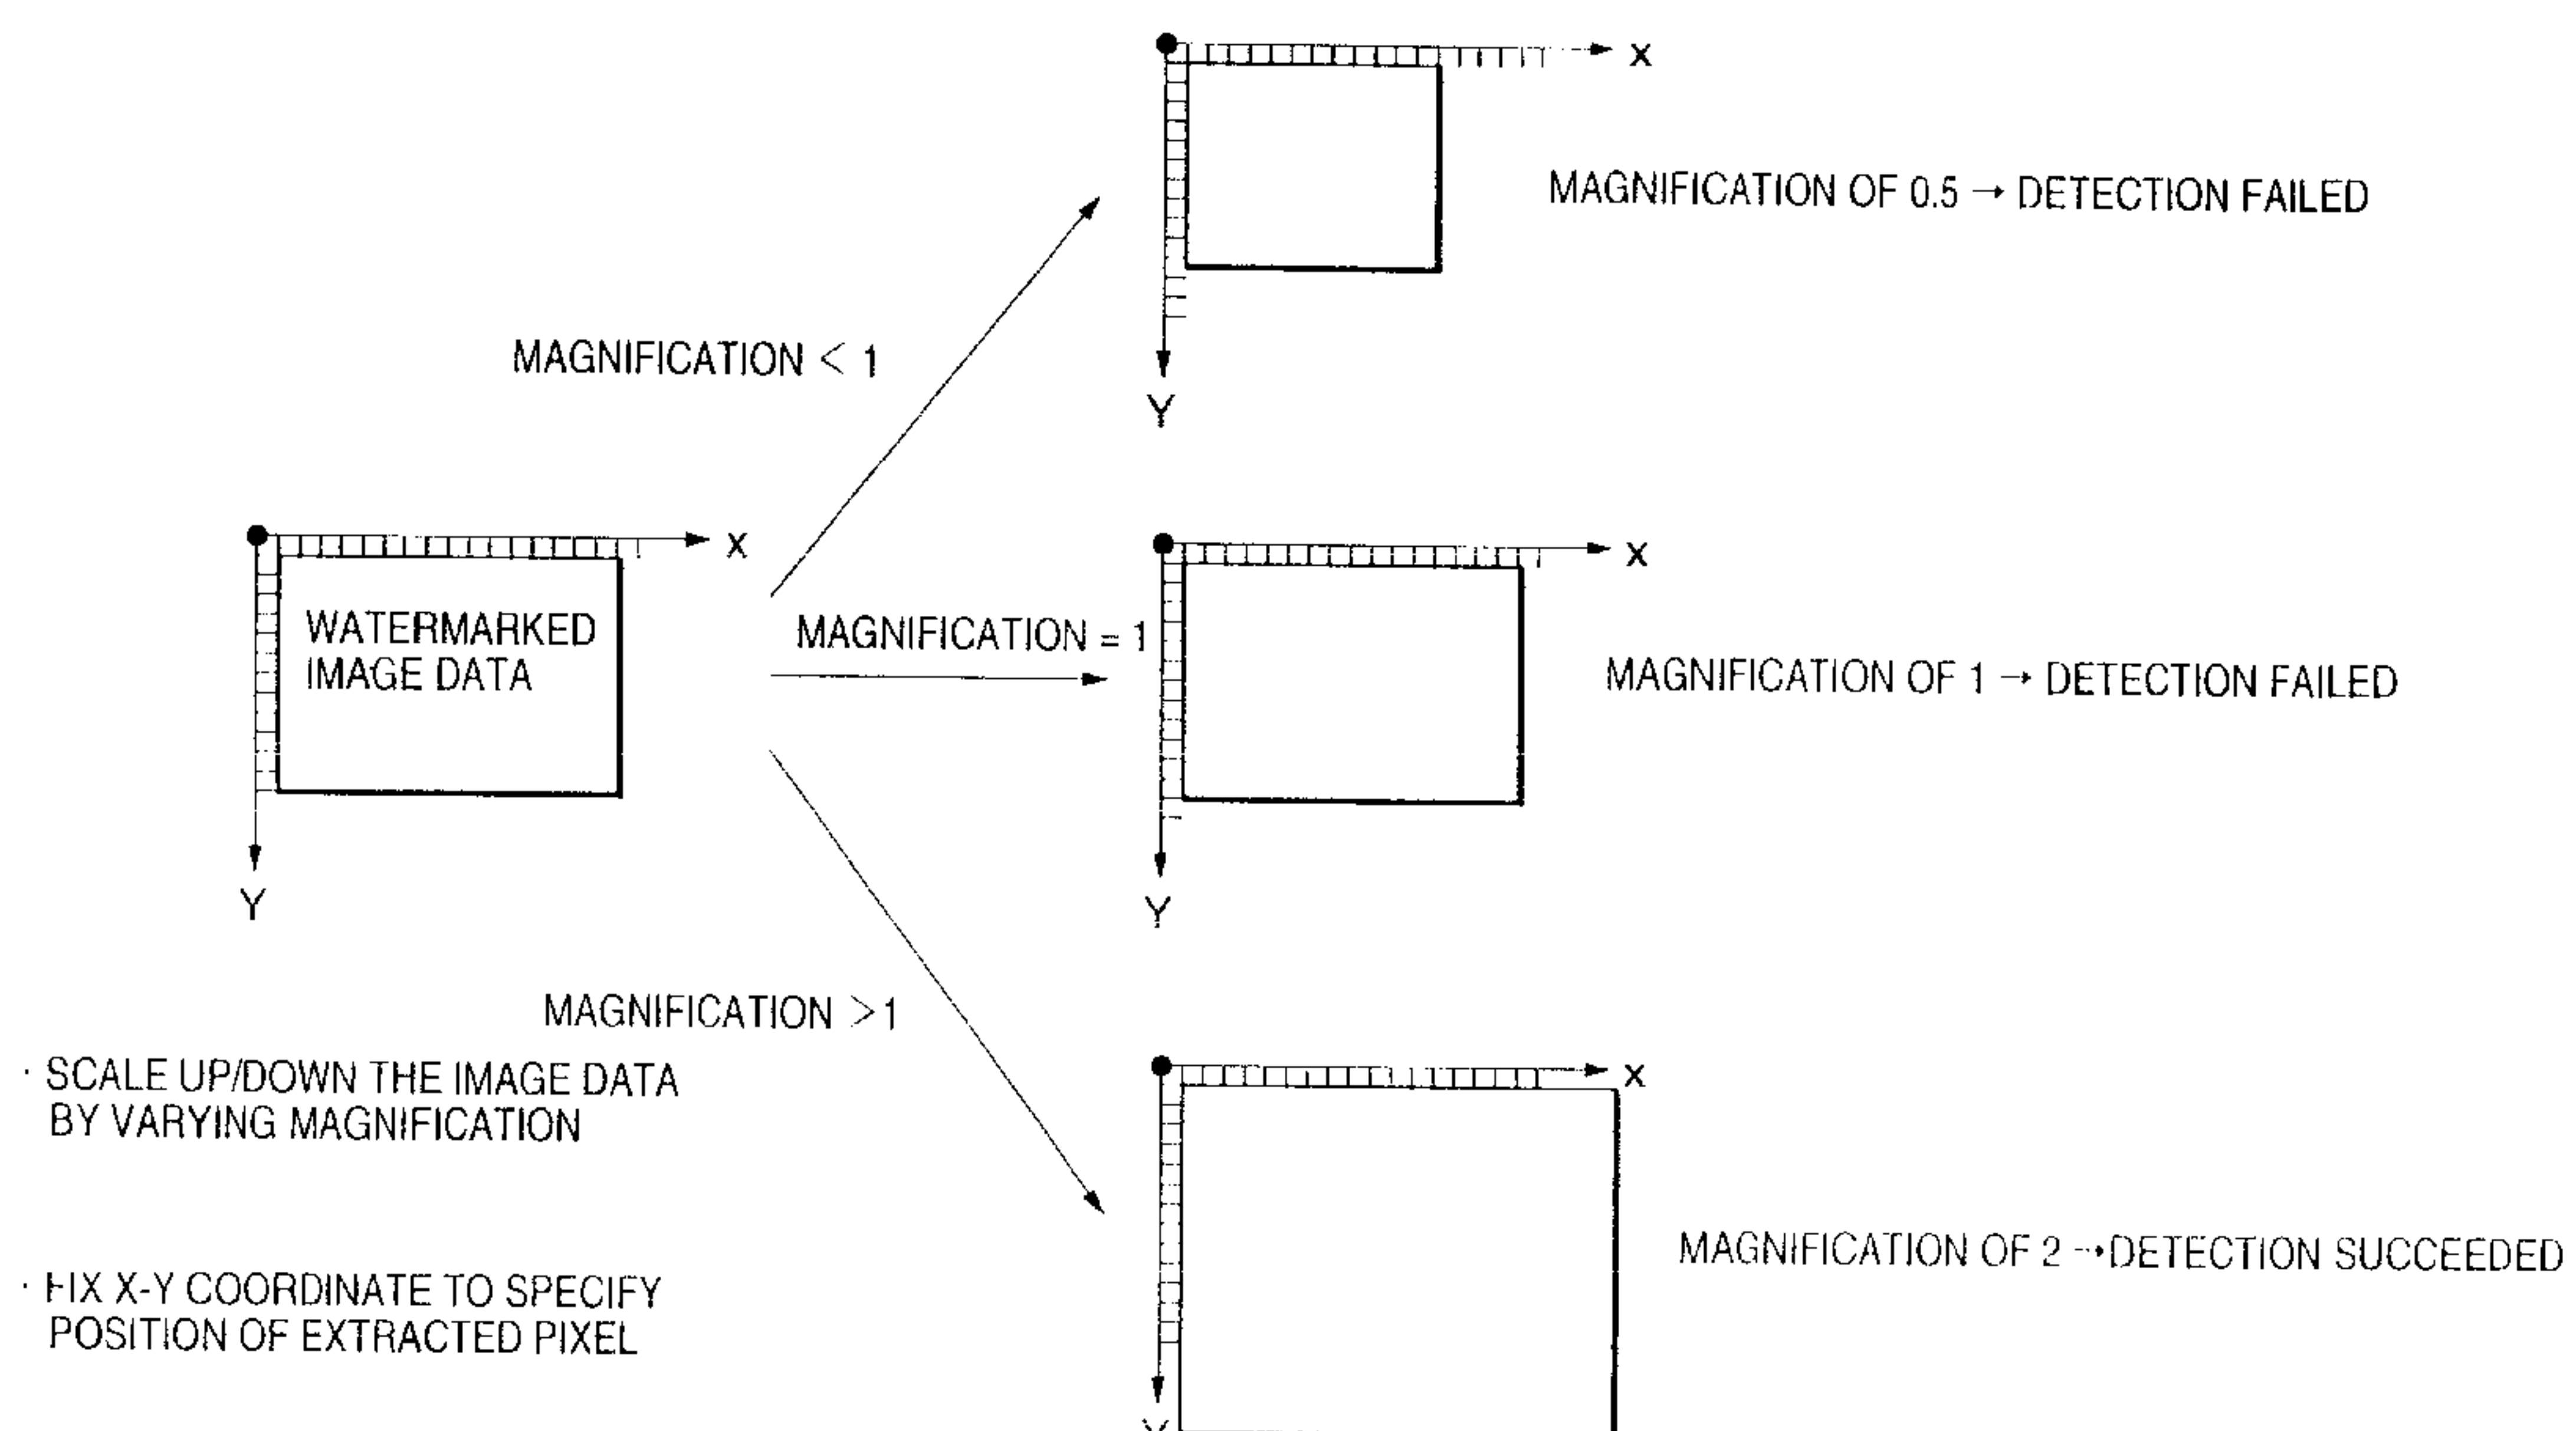 X
MAGNIFICATION OF 0.5 → DETECTION FAILED
MAGNIFICATION < 1
Y
X
WATERMARKED
IMAGE DATA
Y
MAGNIFICATION = 1
X
MAGNIFICATION OF 1 → DETECTION FAILED
Y
MAGNIFICATION >1
· SCALE UP/DOWN THE IMAGE DATA
BY VARYING MAGNIFICATION
X
MAGNIFICATION OF 2 → DETECTION SUCCEEDED
· FIX X-Y COORDINATE TO SPECIFY
POSITION OF EXTRACTED PIXEL
Y